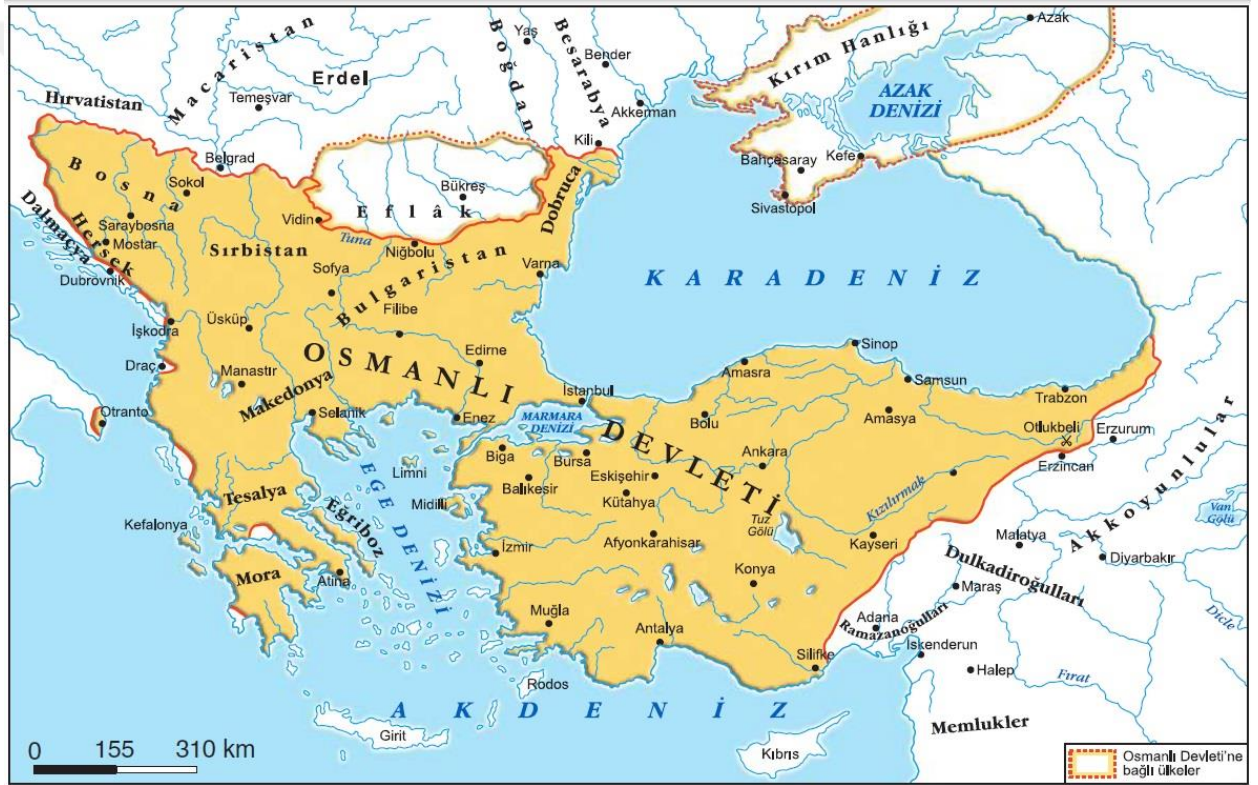 Macaristan
Erdel
Temeşvar
Hırvatistan
Boğdan
Yaş
Besarabya
Bender
Akkerman
Kili
Kırım Hanlığı
Azak
AZAK
DENİZİ
Bahçesaray
Kefe
Sivastopol
Belgrad
Bosna
Sokol
Saraybosna
Mostar
Hersek
Dalmaçya
Dubrovnik
Bükreş
Eflâk
Vidin
Tuna
Niğbolu
Dobruca
Sırbistan
Sofya
Bulgaristan
Varna
Filibe
KARADENİZ
İşkodra
Üsküp
Draç
Manastır
Makedonya
Otranto
Selanik
Edirne
Enez
İstanbul
MARMARA
DENİZİ
OSMANLI
DEVLETİ
Sinop
Amasra
Samsun
Bolu
Amasya
Trabzon
Otlukbeli
Erzurum
Erzincan
Ankara
Biga
Bursa
Eskişehir
Balıkesir
Kütahya
Limni
Midilli
EGE DENİZİ
Tesalya
Eğriboz
Kefalonya
Mora
Atina
İzmir
Afyonkarahisar
Tuz
Gölü
Kızılırmak
Kayseri
Konya
Muğla
Antalya
Silifke
Akkoyunlular
Van
Gölü
Malatya
Diyarbakır
Dulkadiroğulları
Maraş
Adana
Ramazanoğulları
İskenderun
Halep
Fırat
Dicle
Memlukler
Rodos
AKDENİZ
Girit
Kıbrıs
0 155 310 km
Osmanlı Devleti’ne
bağlı ülkeler